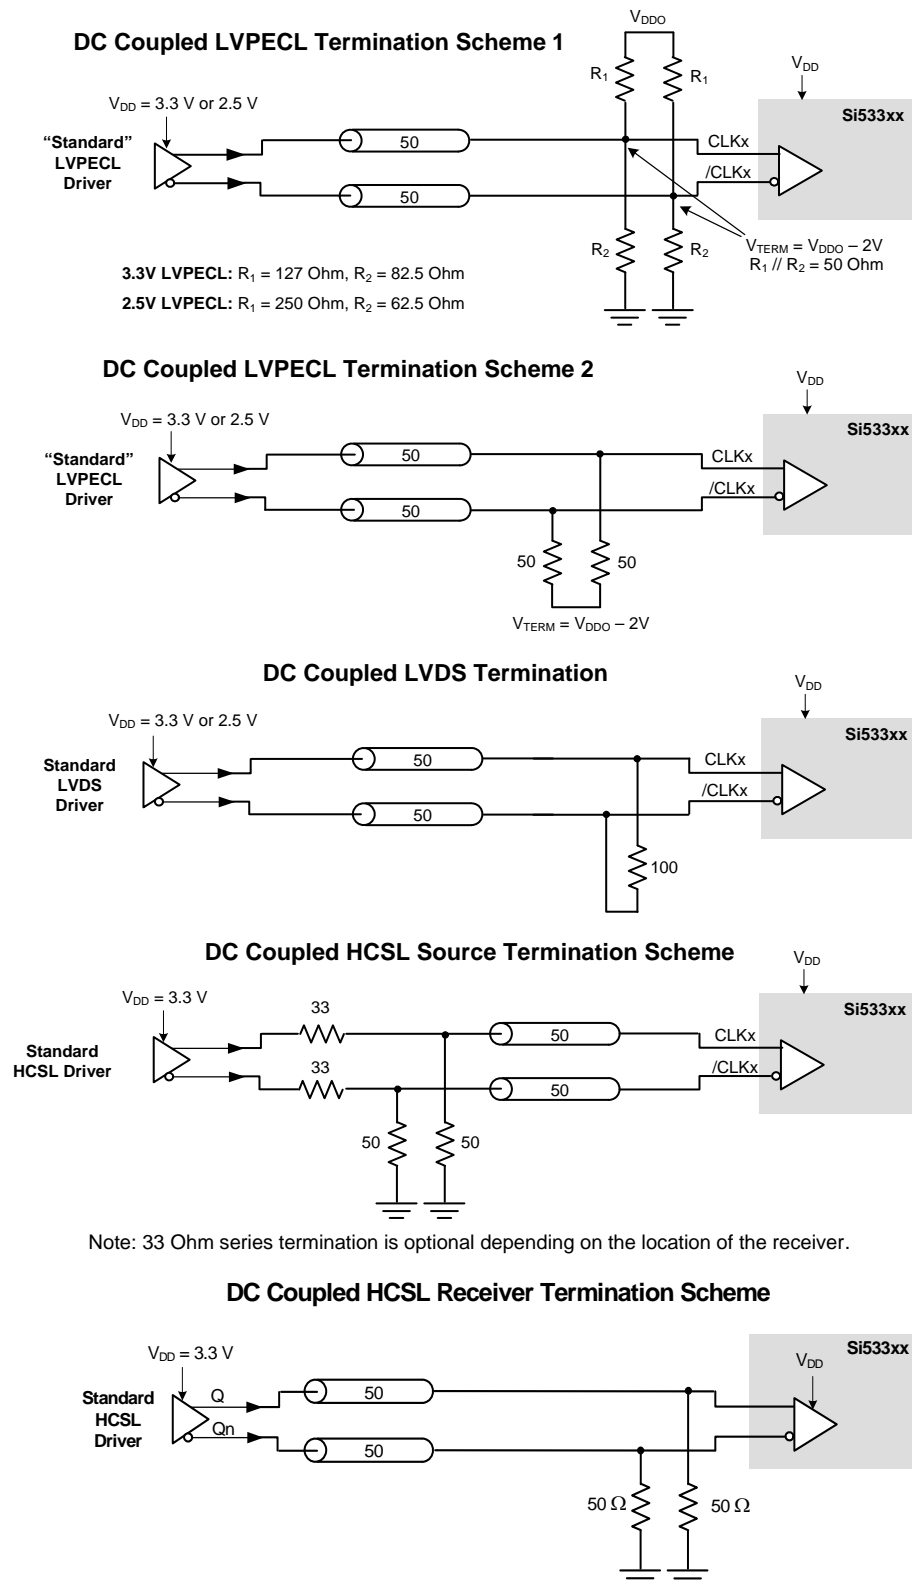 DC Coupled LVPECL Termination Scheme 1
VDDO
R1
R1
VDD
VDD = 3.3 V or 2.5 V
Si533xx
“Standard”
LVPECL
Driver
50
CLKx
50
/CLKx
R2
R2
VTERM = VDDO – 2V
R1 // R2 = 50 Ohm
3.3V LVPECL: R1 = 127 Ohm, R2 = 82.5 Ohm
2.5V LVPECL: R1 = 250 Ohm, R2 = 62.5 Ohm
DC Coupled LVPECL Termination Scheme 2
VDD
VDD = 3.3 V or 2.5 V
Si533xx
“Standard”
LVPECL
Driver
50
CLKx
50
/CLKx
50
50
VTERM = VDDO – 2V
DC Coupled LVDS Termination
VDD
VDD = 3.3 V or 2.5 V
Si533xx
Standard
LVDS
Driver
50
CLKx
50
/CLKx
100
DC Coupled HCSL Source Termination Scheme
VDD
VDD = 3.3 V
Si533xx
Standard
HCSL Driver
33
50
CLKx
33
50
/CLKx
50
50
Note: 33 Ohm series termination is optional depending on the location of the receiver.
DC Coupled HCSL Receiver Termination Scheme
Si533xx
VDD = 3.3 V
VDD
Standard
HCSL
Driver
Q
50
Qn
50
50 Ω
50 Ω